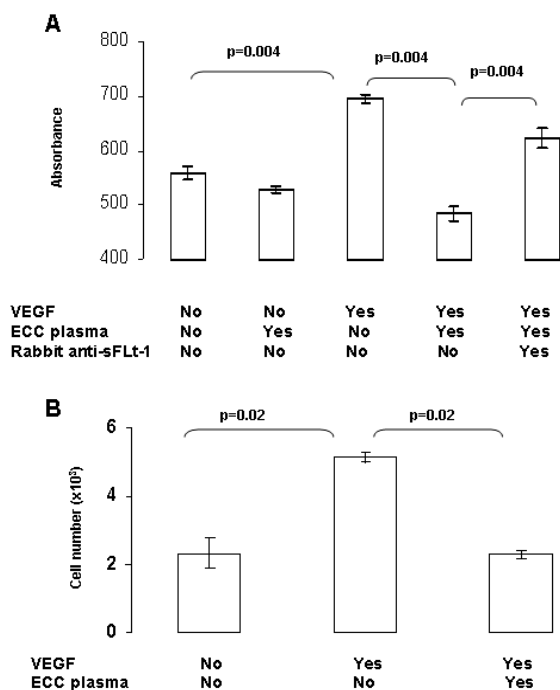 A
p=0.004
p=0.004
p=0.004
800
700
600
500
400
Absorbance
VEGF No No Yes Yes Yes
ECC plasma No Yes No Yes Yes
Rabbit anti-sFLt-1 No No No No Yes
B
p=0.02 p=0.02
6
4
2
0
Cell number (x10³)
VEGF No Yes Yes
ECC plasma No No Yes